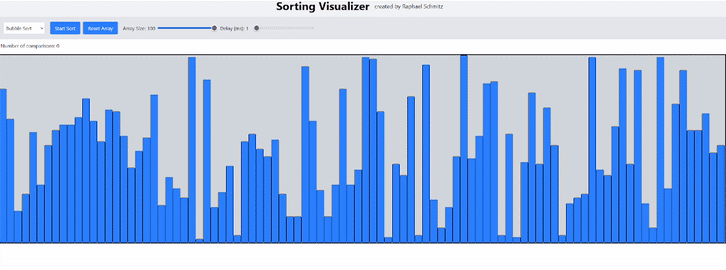 Sorting Visualizer created by Raphael Schmitz
Bubble Sort Start Sort Reset Array Array Size: 100 Delay (ms): 1
Number of comparisons: 0